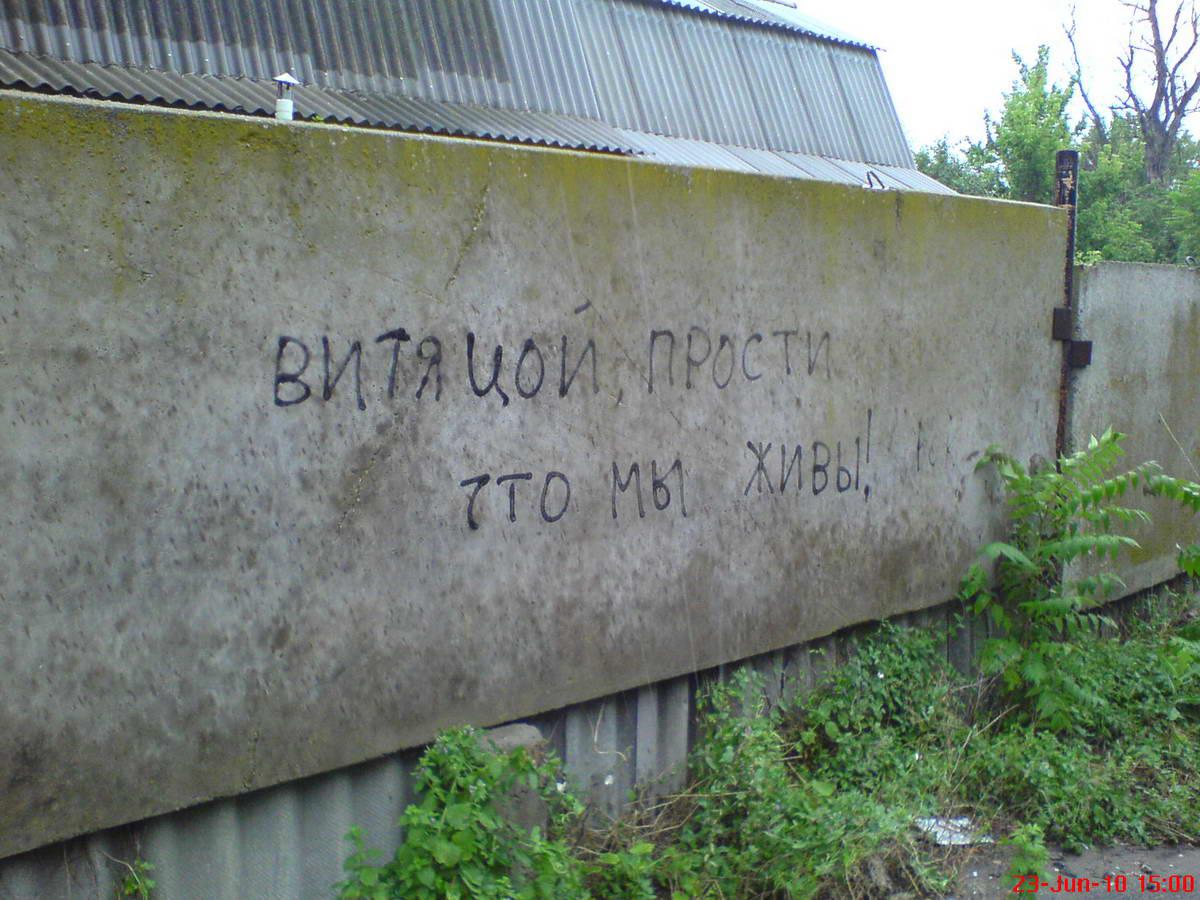 ВИТЯ ЦОЙ, ПРОСТИ
ЧТО МЫ ЖИВЫ!
23-Jun-10 15:00